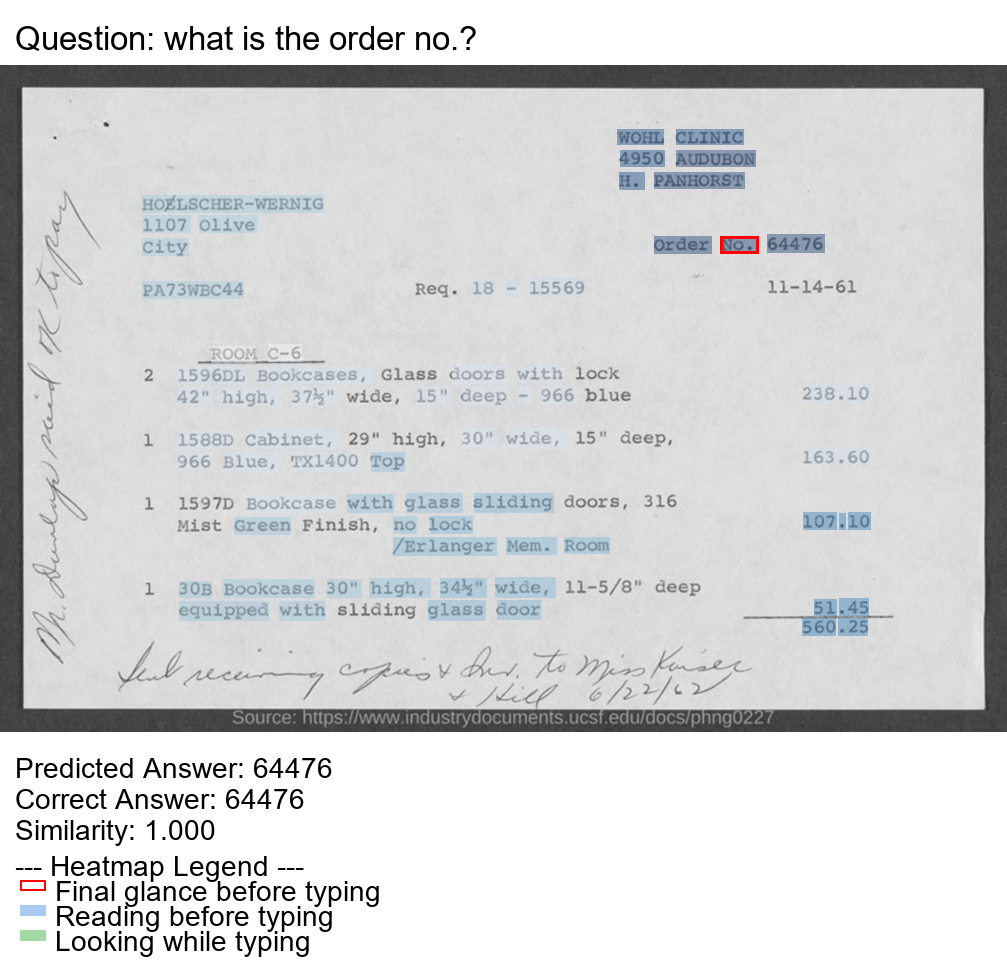 Question: what is the order no.?
WOHL CLINIC
4950 AUDUBON
H. PANHORST
HOELSCHER-WERNIG
1107 Olive
City
Order No. 64476
PA73WBC44 Req. 18 - 15569 11-14-61
ROOM C-6
2 1596DL Bookcases, Glass doors with lock
42" high, 37½" wide, 15" deep - 966 blue 238.10
1 1588D Cabinet, 29" high, 30" wide, 15" deep,
966 Blue, TX1400 Top 163.60
1 1597D Bookcase with glass sliding doors, 316
Mist Green Finish, no lock 107.10
/Erlanger Mem. Room
1 30B Bookcase 30" high, 34½" wide, 11-5/8" deep
equipped with sliding glass door 51.45
560.25
Mr. Dunlap said OK to pay
Sent receiving copies & Inv. to Miss Kaiser
& Hill 6/22/62
Source: https://www.industrydocuments.ucsf.edu/docs/phng0227
Predicted Answer: 64476
Correct Answer: 64476
Similarity: 1.000
--- Heatmap Legend ---
Final glance before typing
Reading before typing
Looking while typing